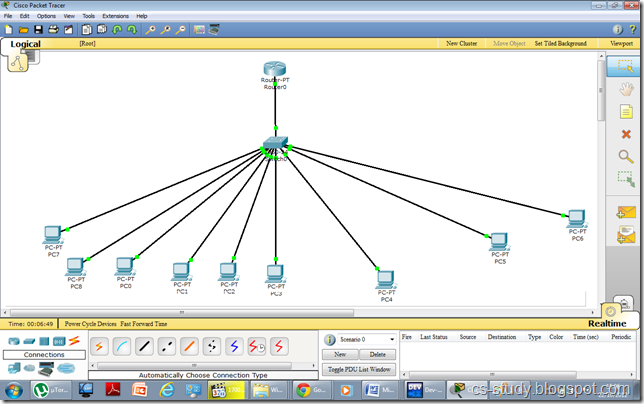 Cisco Packet Tracer
File Edit Options View Tools Extensions Help
Logical [Root] New Cluster Move Object Set Tiled Background Viewport
Router-PT
Router0
PC-PT
PC7
PC-PT
PC8
PC-PT
PC0
PC-PT
PC1
PC-PT
PC2
PC-PT
PC3
PC-PT
PC4
PC-PT
PC5
PC-PT
PC6
Time: 00:06:49 Power Cycle Devices Fast Forward Time Realtime
Connections
Automatically Choose Connection Type
Scenario 0
New Delete
Toggle PDU List Window
Fire Last Status Source Destination Type Color Time (sec) Periodic
cs-study.blogspot.com